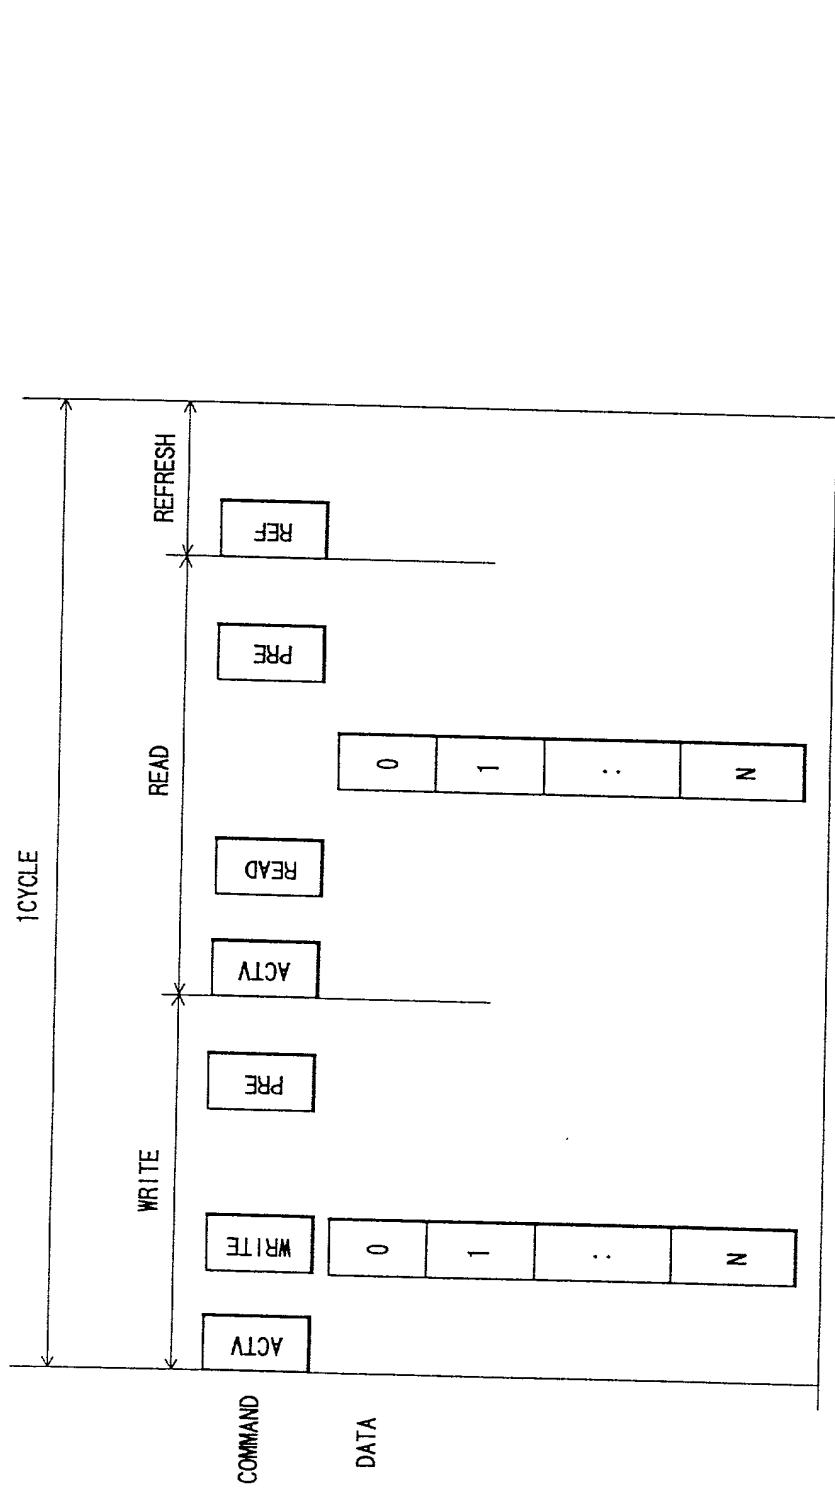 1CYCLE
WRITE
READ
REFRESH
COMMAND
ACTV
WRITE
PRE
ACTV
READ
PRE
REF
DATA
0
1
:
N
0
1
:
N